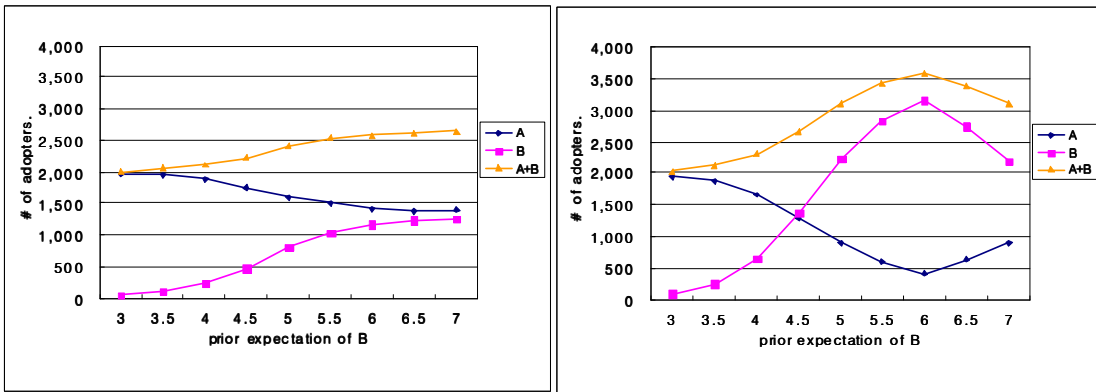 4,000
3,500
3,000
2,500
2,000
1,500
1,000
500
0
# of adopters.
3 3.5 4 4.5 5 5.5 6 6.5 7
prior expectation of B
A
B
A+B
4,000
3,500
3,000
2,500
2,000
1,500
1,000
500
0
# of adopters.
3 3.5 4 4.5 5 5.5 6 6.5 7
prior expectation of B
A
B
A+B